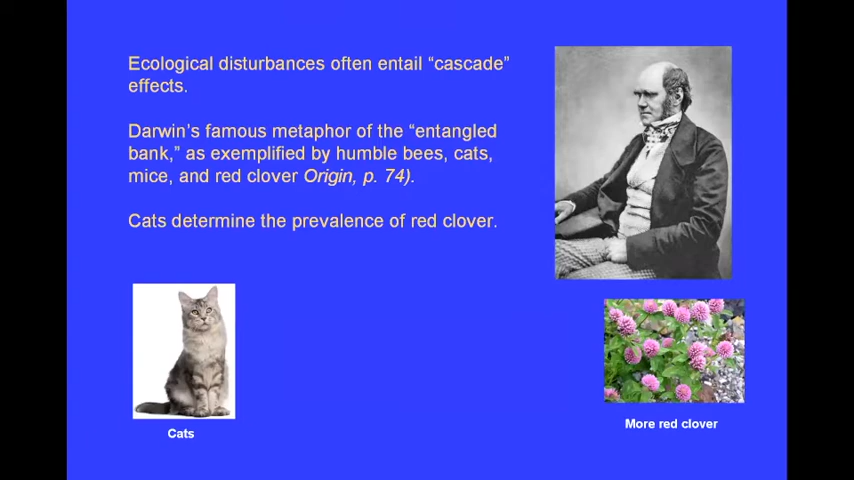 Ecological disturbances often entail “cascade”
effects.
Darwin’s famous metaphor of the “entangled
bank,” as exemplified by humble bees, cats,
mice, and red clover Origin, p. 74).
Cats determine the prevalence of red clover.
Cats
More red clover